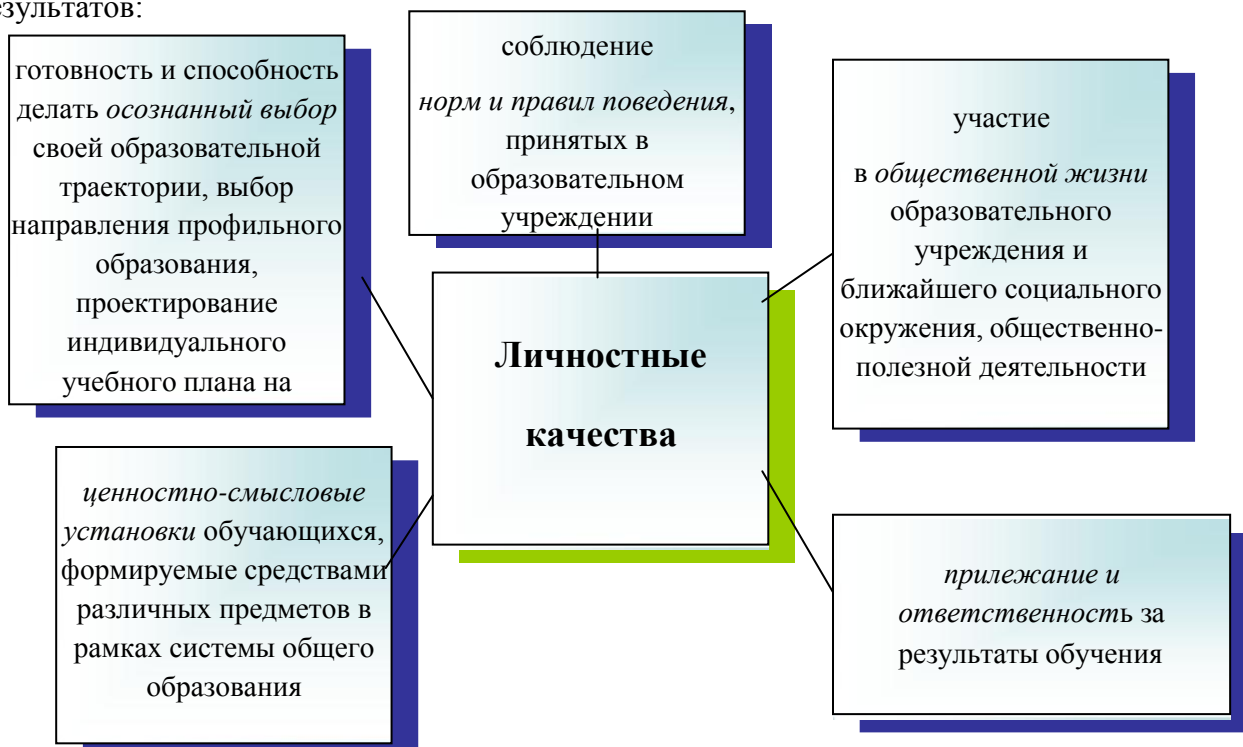 езультатов:
готовность и способность
делать осознанный выбор
своей образовательной
траектории, выбор
направления профильного
образования,
проектирование
индивидуального
учебного плана на
соблюдение
норм и правил поведения,
принятых в
образовательном
учреждении
участие
в общественной жизни
образовательного
учреждения и
ближайшего социального
окружения, общественно-
полезной деятельности
Личностные
качества
ценностно-смысловые
установки обучающихся,
формируемые средствами
различных предметов в
рамках системы общего
образования
прилежание и
ответственность за
результаты обучения